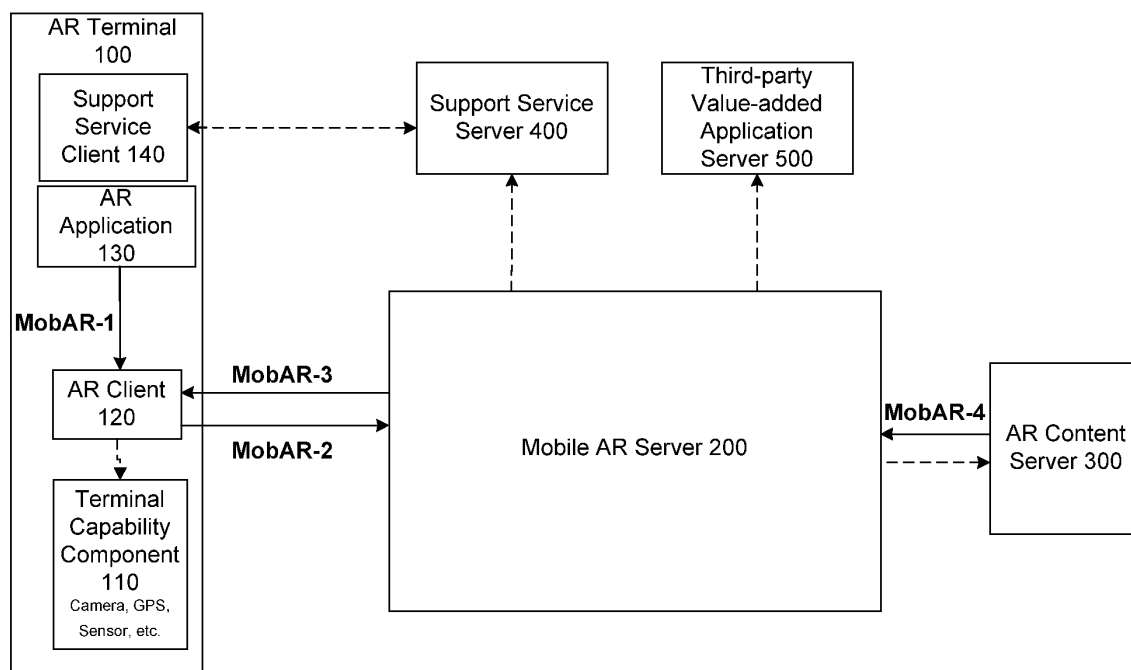 AR Terminal
100
Support
Service
Client 140
AR
Application
130
MobAR-1
AR Client
120
Terminal
Capability
Component
110
Camera, GPS,
Sensor, etc.
Support Service
Server 400
Third-party
Value-added
Application
Server 500
MobAR-3
MobAR-2
Mobile AR Server 200
MobAR-4
AR Content
Server 300